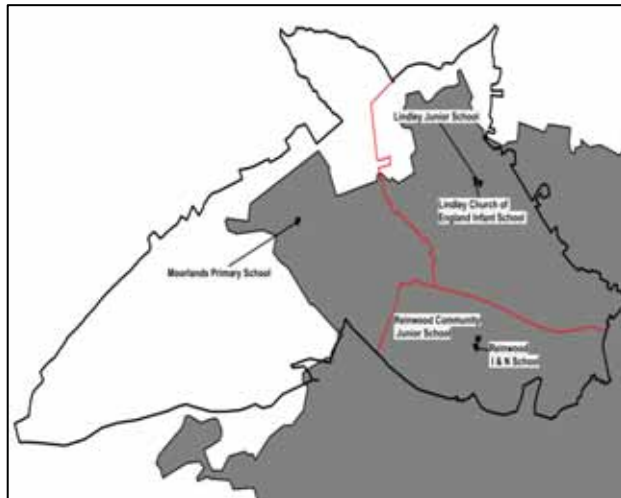 Lindley Junior School
Lindley Church of
England Infant School
Moorlands Primary School
Reinwood Community
Junior School
Reinwood
I & N School